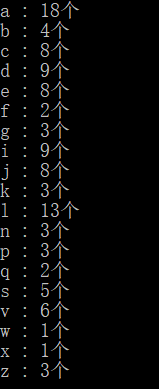 a : 18个
b : 4个
c : 8个
d : 9个
e : 8个
f : 2个
g : 3个
i : 9个
j : 8个
k : 3个
l : 13个
n : 3个
p : 3个
q : 2个
s : 5个
v : 6个
w : 1个
x : 1个
z : 3个